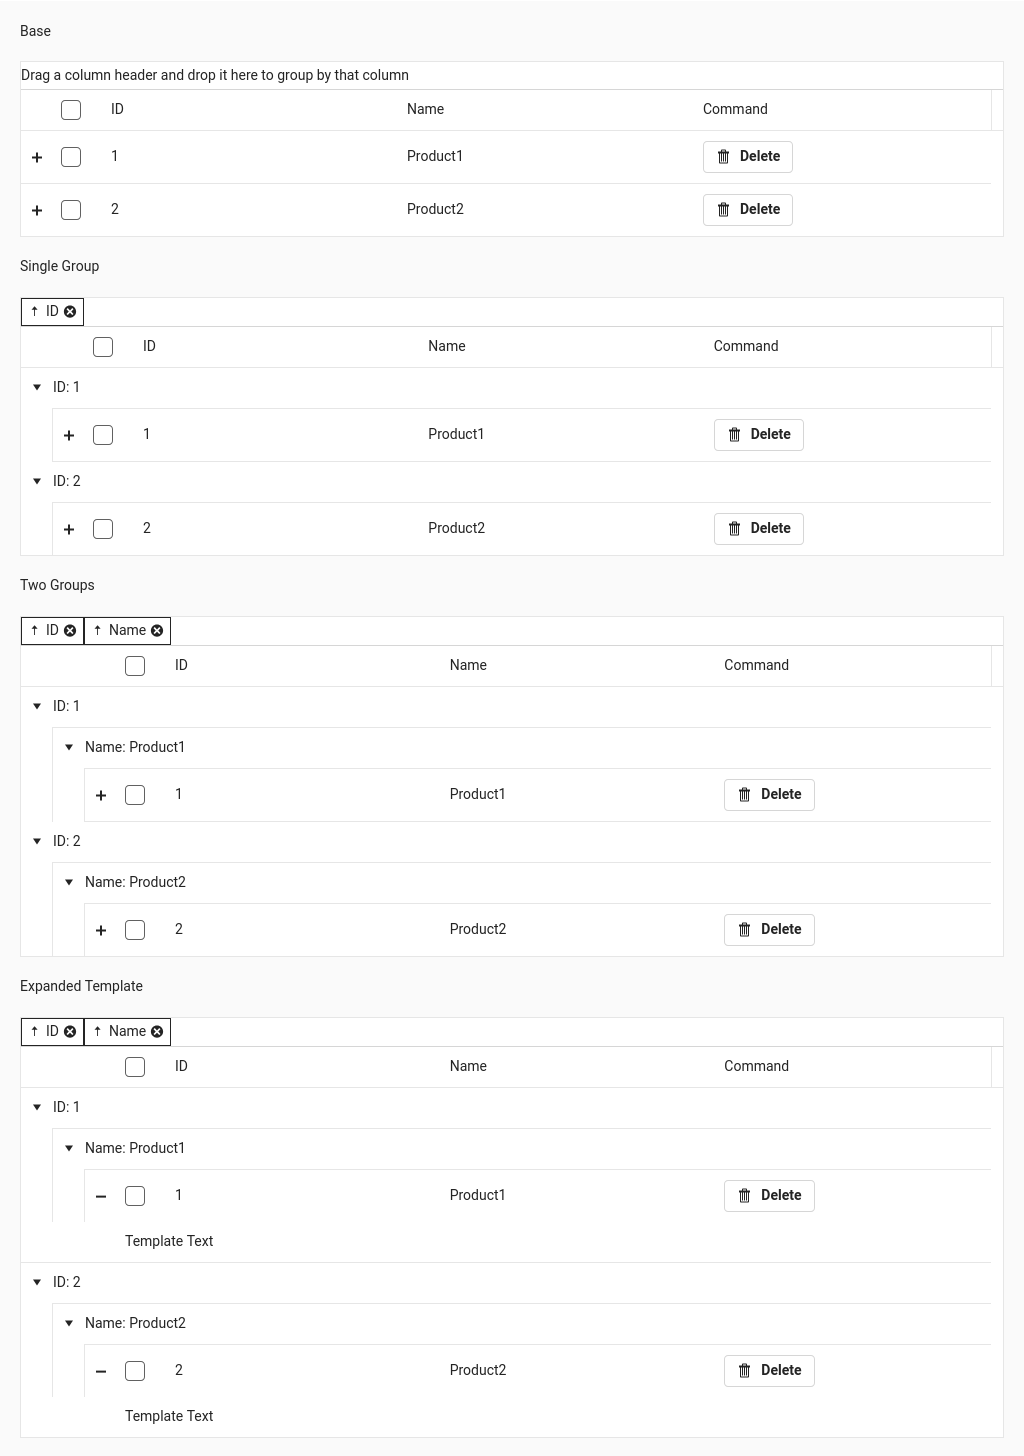 Base
Drag a column header and drop it here to group by that column
ID Name Command
1 Product1 Delete
2 Product2 Delete
Single Group
ID
ID Name Command
ID: 1
1 Product1 Delete
ID: 2
2 Product2 Delete
Two Groups
ID Name
ID Name Command
ID: 1
Name: Product1
1 Product1 Delete
ID: 2
Name: Product2
2 Product2 Delete
Expanded Template
ID Name
ID Name Command
ID: 1
Name: Product1
1 Product1 Delete
Template Text
ID: 2
Name: Product2
2 Product2 Delete
Template Text